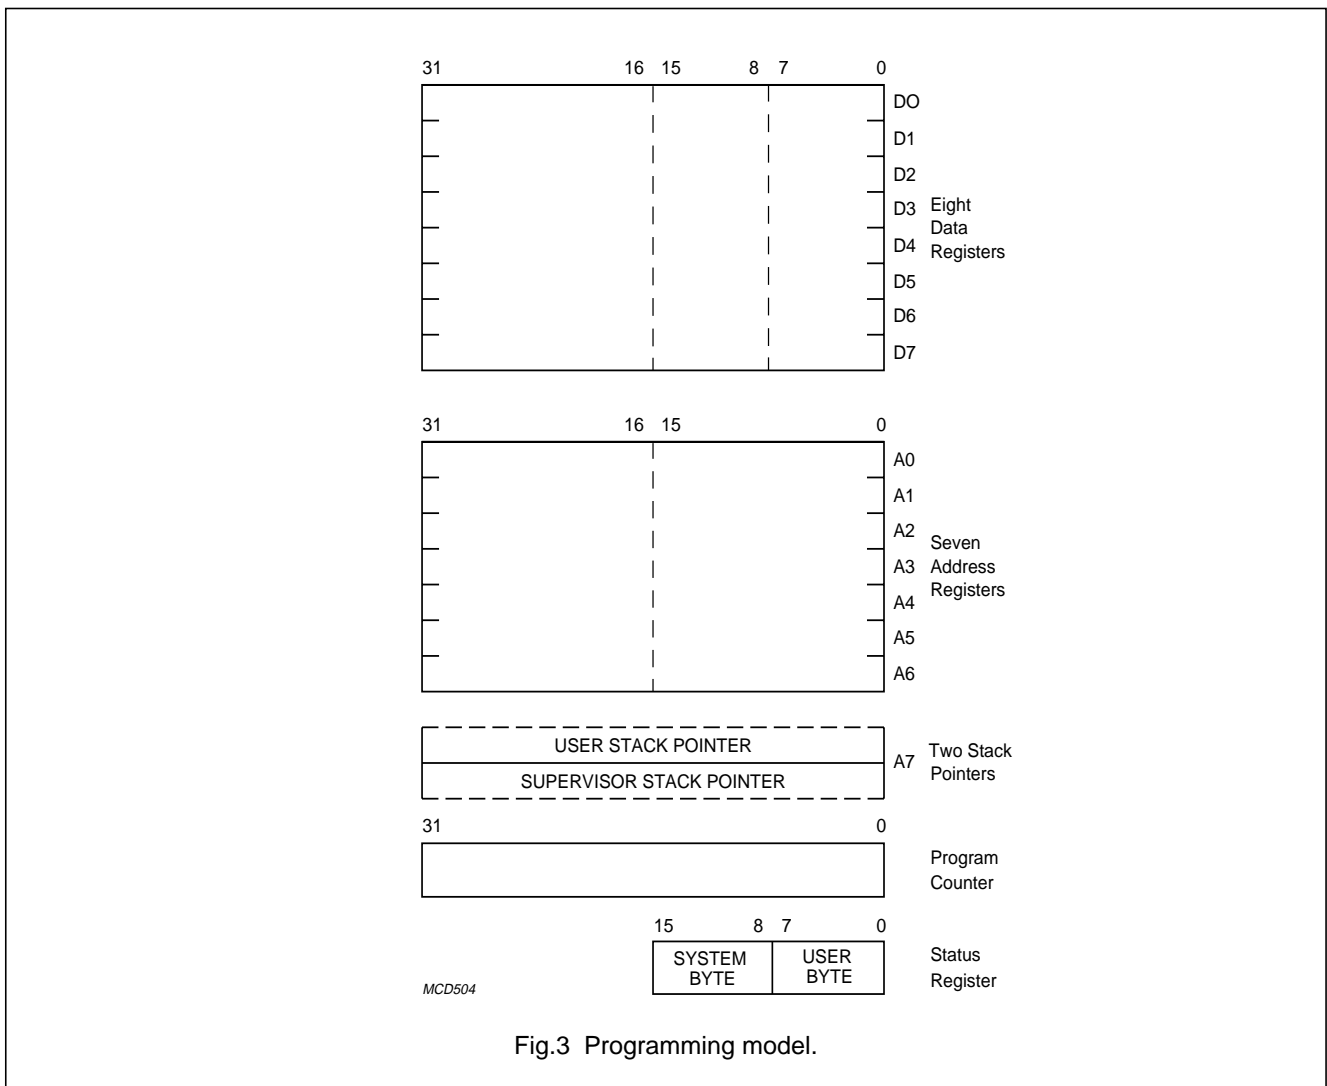 31 16 15 8 7 0
DO
D1
D2
D3
D4
D5
D6
D7
Eight
Data
Registers
31 16 15 0
A0
A1
A2
A3
A4
A5
A6
Seven
Address
Registers
USER STACK POINTER
SUPERVISOR STACK POINTER
A7
Two Stack
Pointers
31 0
Program
Counter
15 8 7 0
SYSTEM
BYTE
USER
BYTE
Status
Register
MCD504
Fig.3 Programming model.